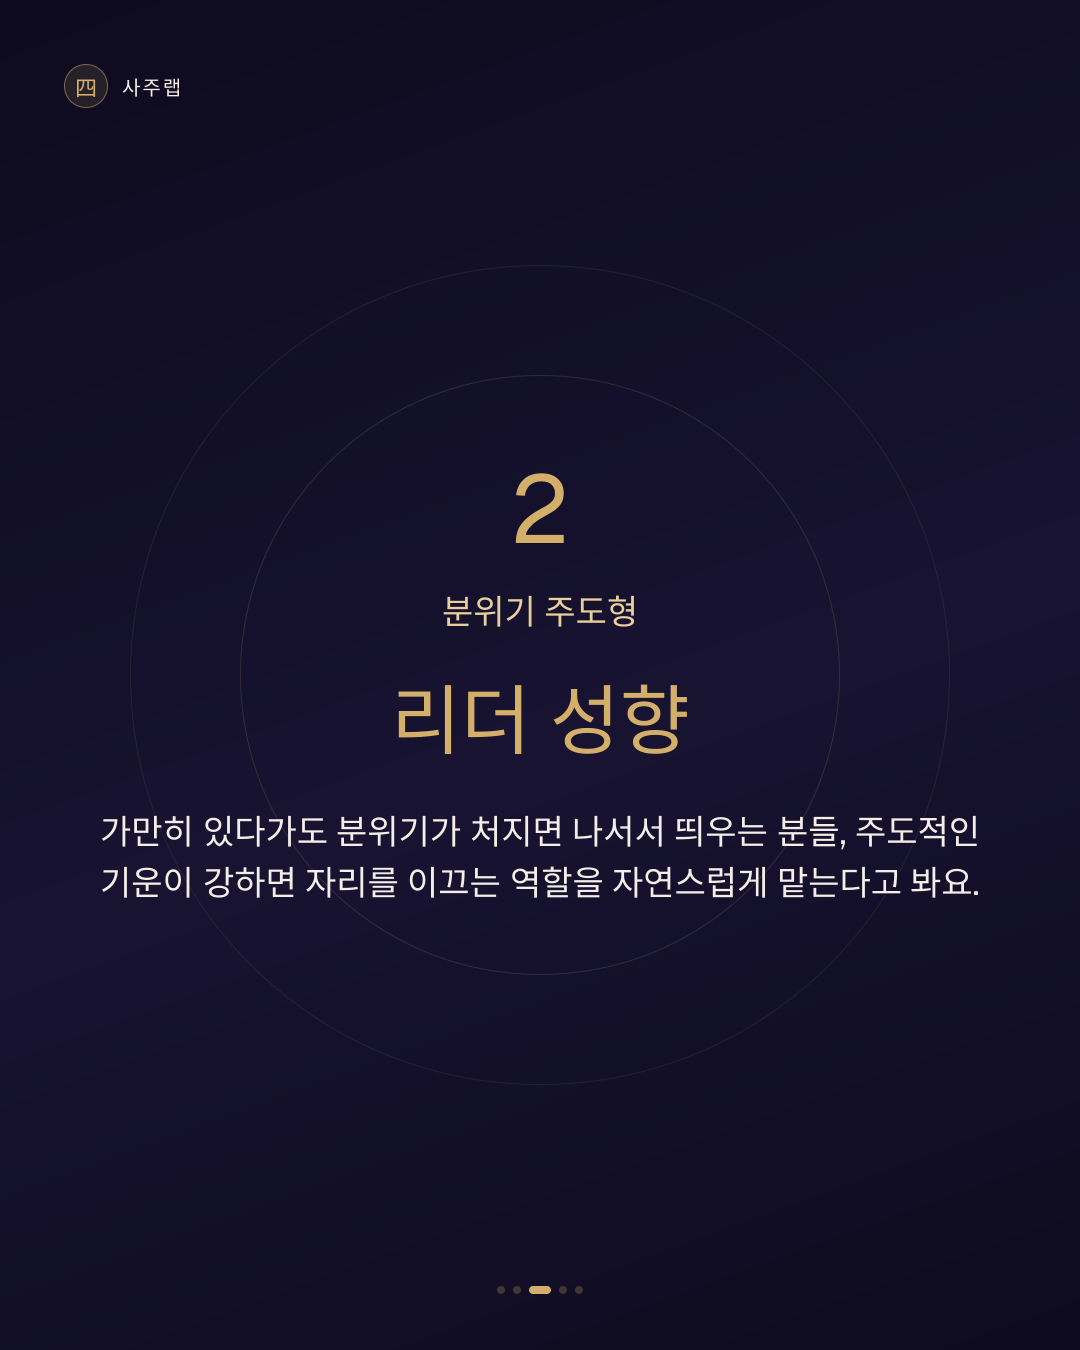 四 사주랩
2
분위기 주도형
리더 성향
가만히 있다가도 분위기가 처지면 나서서 띄우는 분들, 주도적인
기운이 강하면 자리를 이끄는 역할을 자연스럽게 맡는다고 봐요.